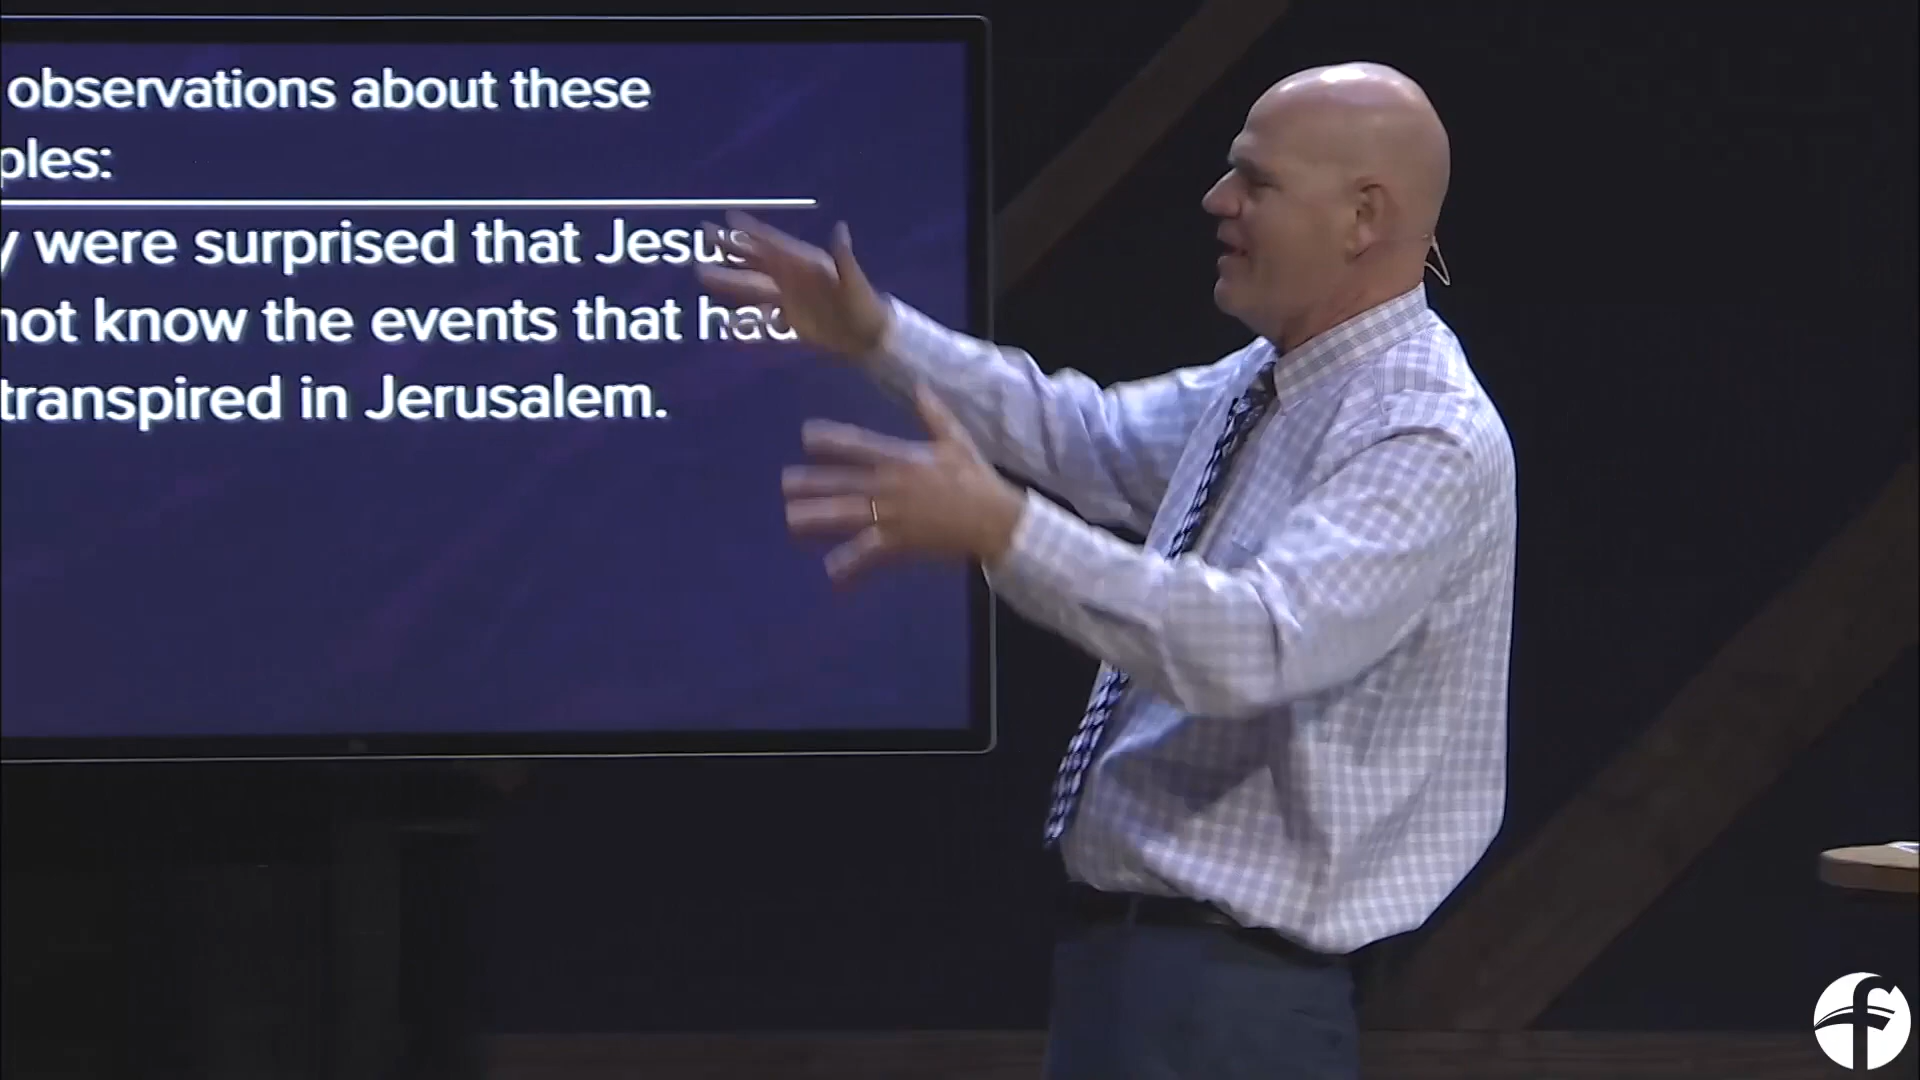 observations about these
ples:
y were surprised that Jesus
not know the events that had
transpired in Jerusalem.
f